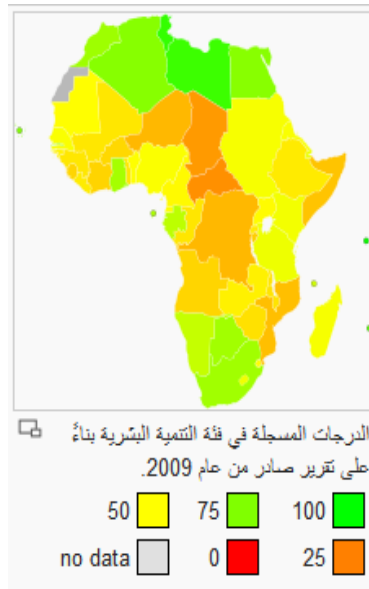 الدرجات المسجلة في فئة التنمية البشرية بناءً
على تقرير صادر من عام 2009.
100 75 50
25 0 no data